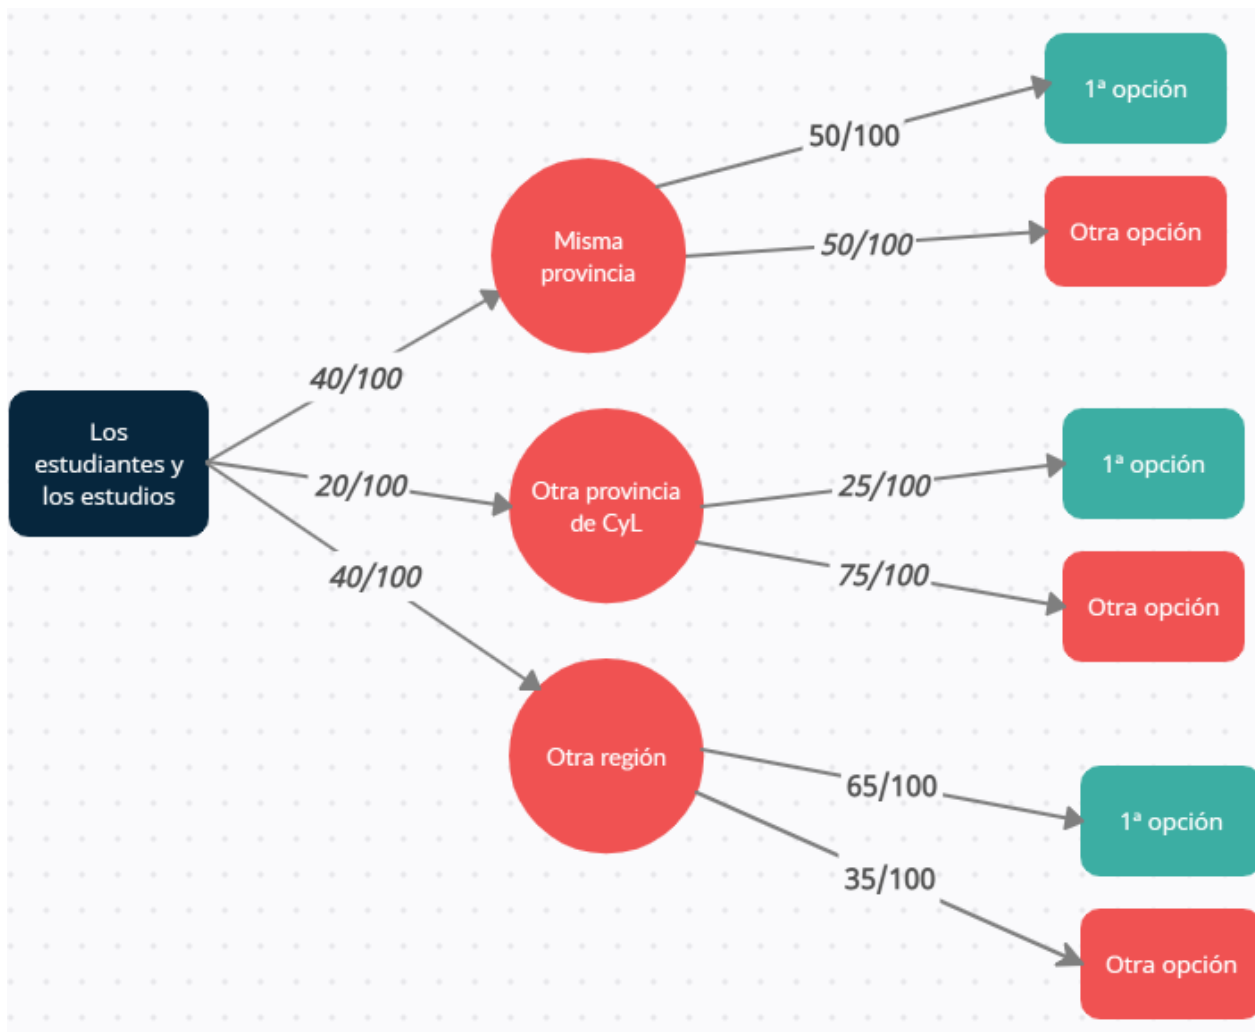 1ª opción
50/100
Otra opción
50/100
Misma
provincia
40/100
Los
estudiantes y
los estudios
20/100
Otra provincia
de CyL
25/100
1ª opción
75/100
Otra opción
40/100
Otra región
65/100
1ª opción
35/100
Otra opción